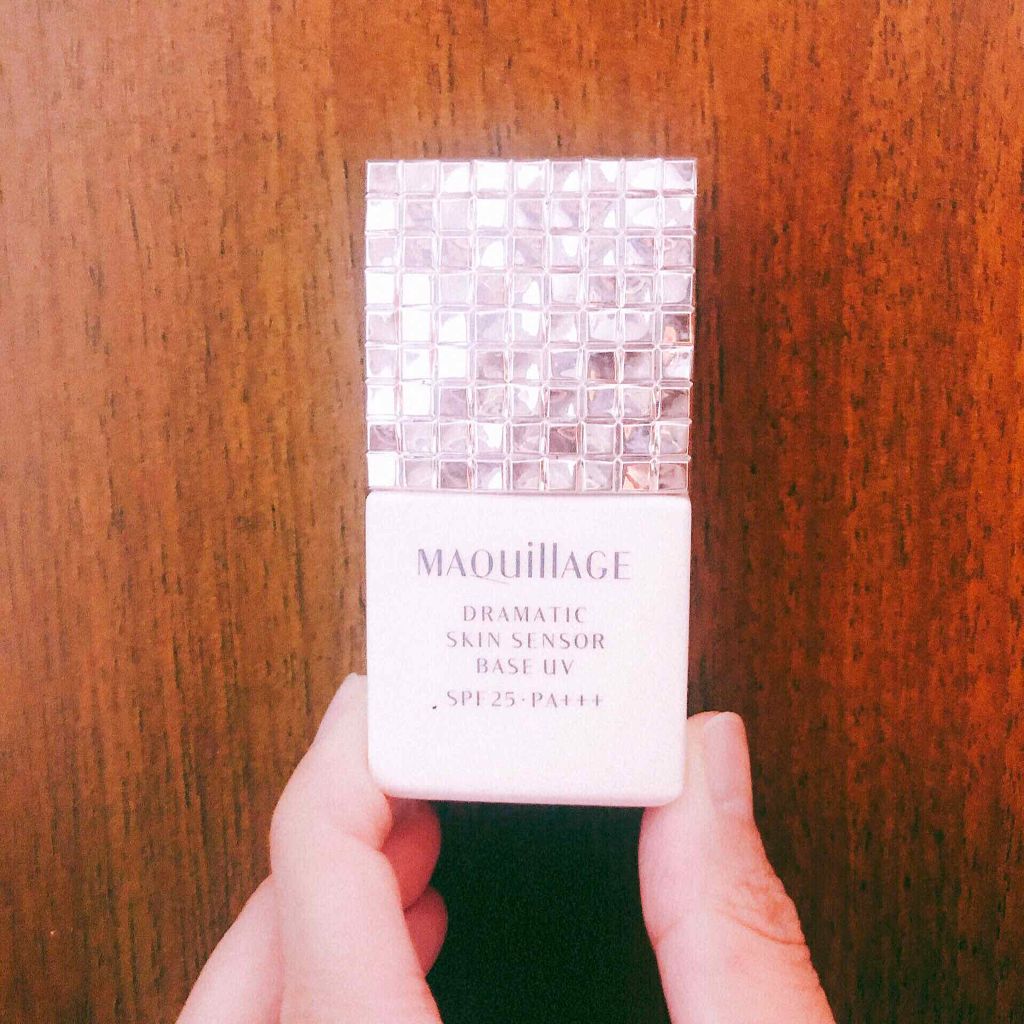 MAQuillAGE
DRAMATIC
SKIN SENSOR
BASE UV
SPF25・PA+++